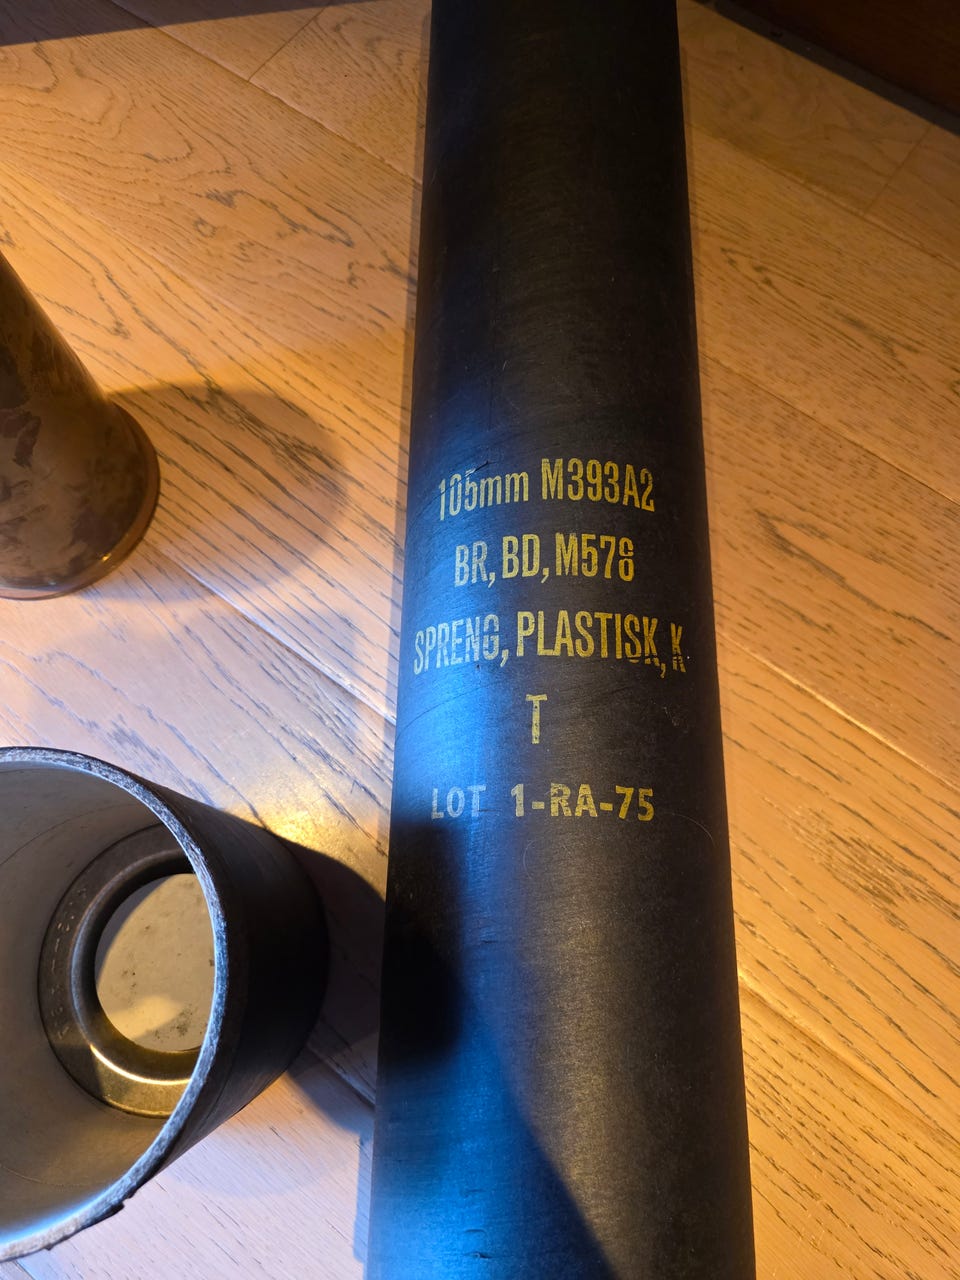 105mm M393A2
BR, BD, M578
SPRENG, PLASTISK, K
T
LOT 1-RA-75